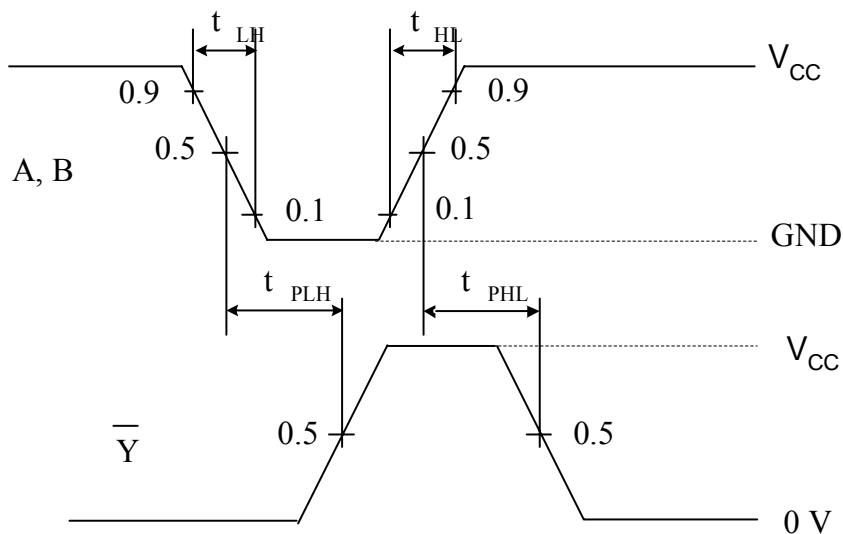 t LH t HL
V CC
0.9 0.9
0.5 0.5
A, B
0.1 0.1
GND
t PLH t PHL
V CC
0.5 0.5
Y̅
0 V